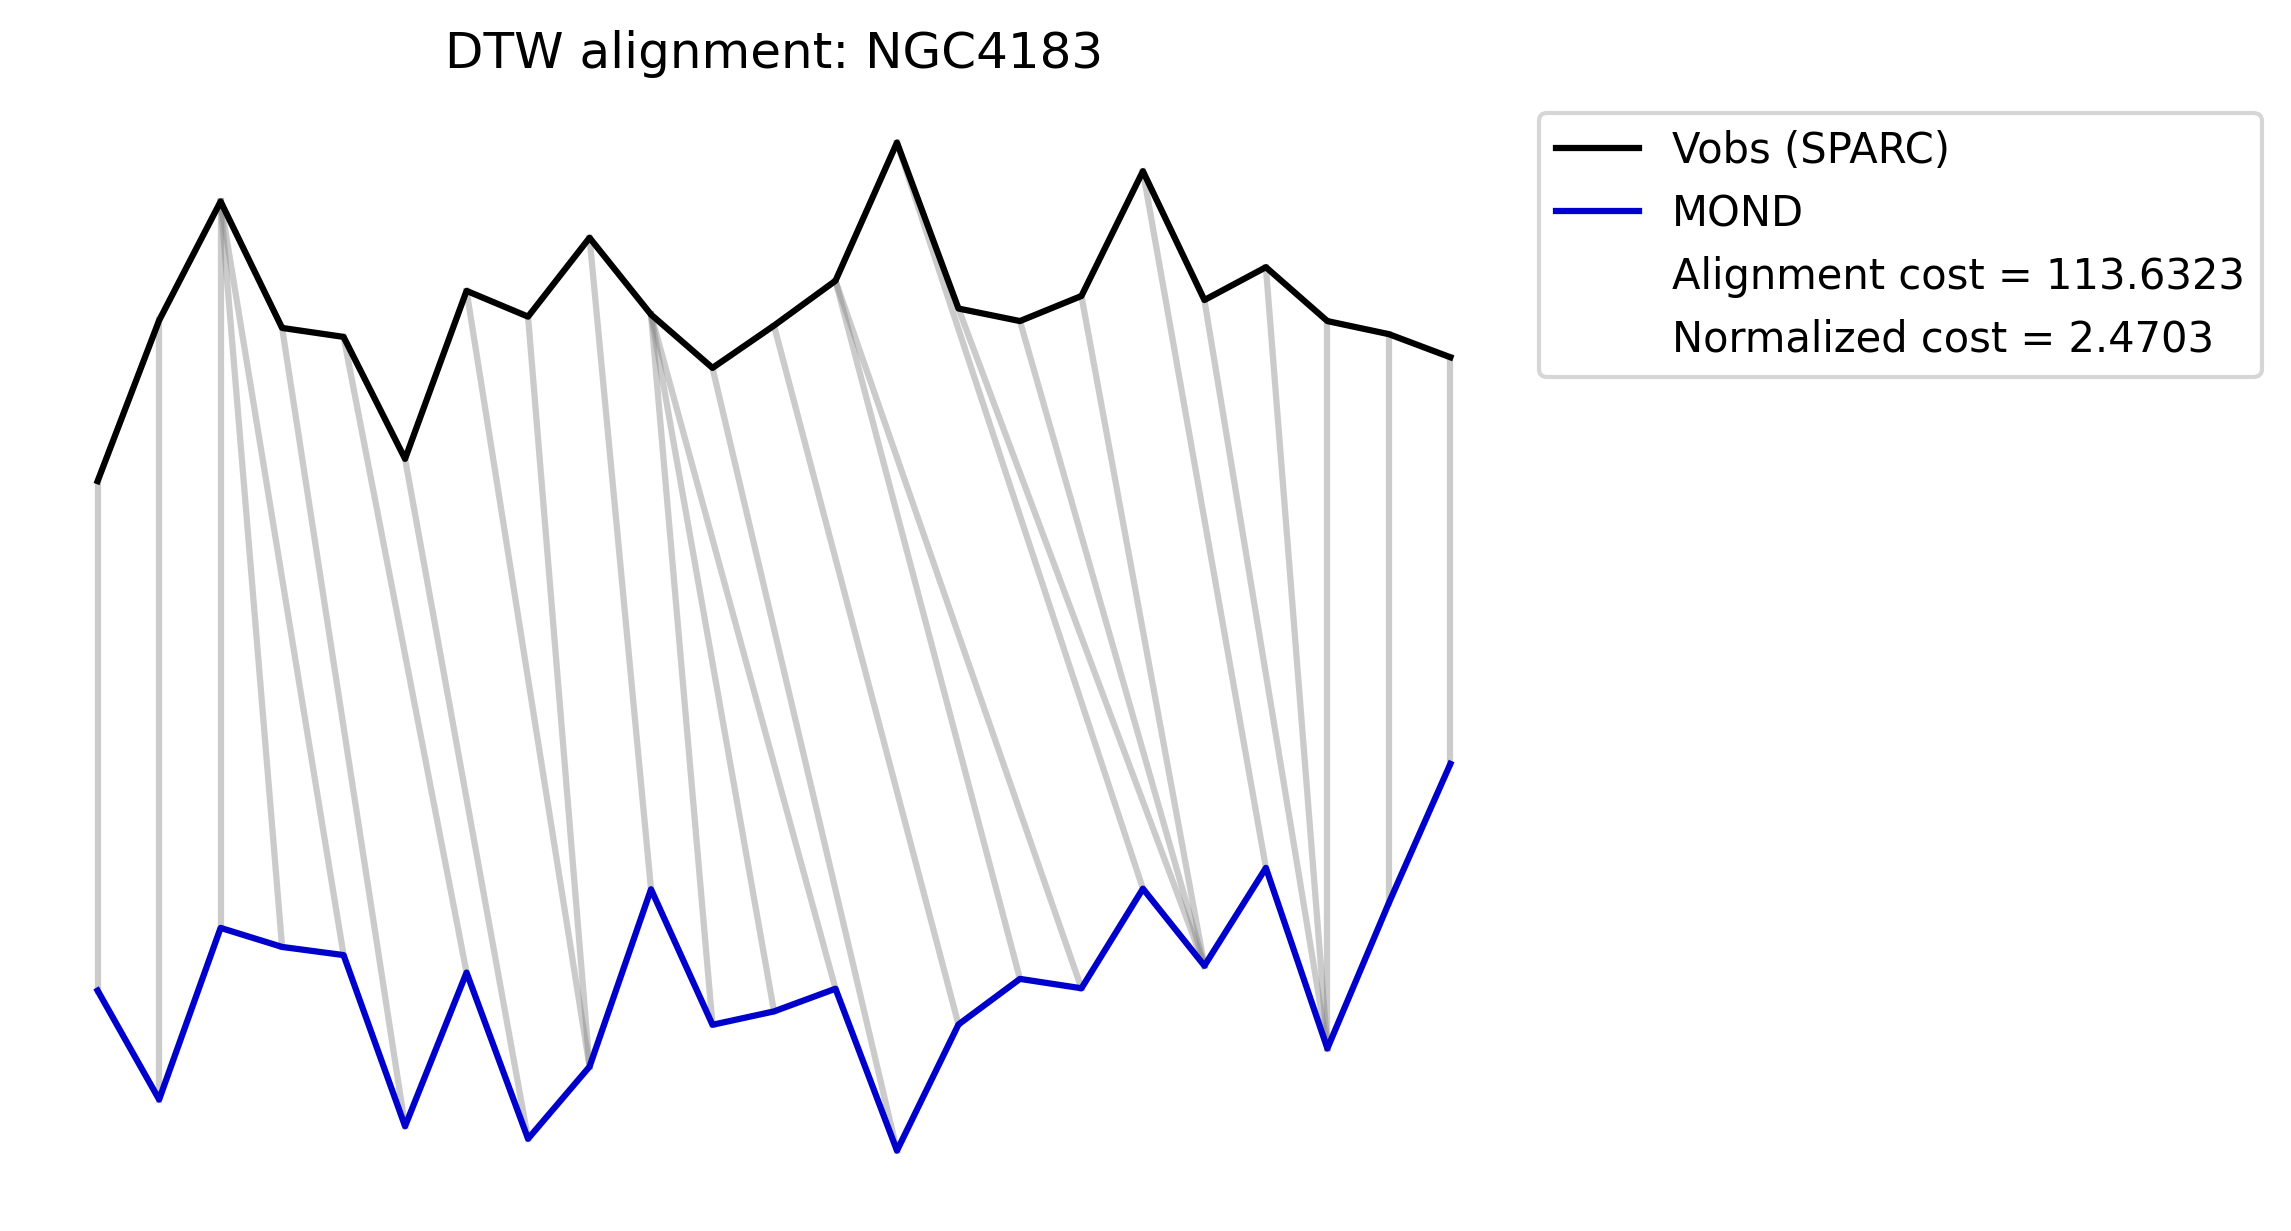 DTW alignment: NGC4183
Vobs (SPARC)
MOND
Alignment cost = 113.6323
Normalized cost = 2.4703